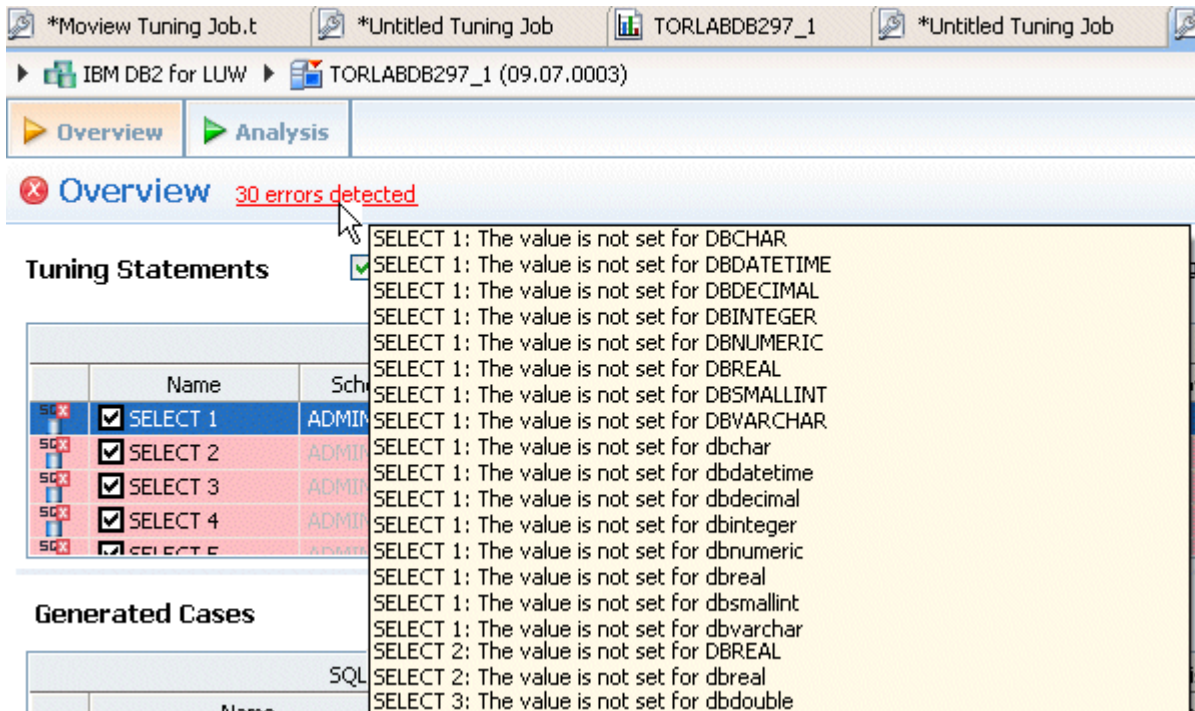 *Moview Tuning Job.t
*Untitled Tuning Job
TORLABDB297_1
*Untitled Tuning Job
IBM DB2 for LUW
TORLABDB297_1 (09.07.0003)
Overview
Analysis
Overview
30 errors detected
Tuning Statements
Name
SELECT 1
SELECT 2
SELECT 3
SELECT 4
SELECT 1: The value is not set for DBCHAR
SELECT 1: The value is not set for DBDATETIME
SELECT 1: The value is not set for DBDECIMAL
SELECT 1: The value is not set for DBINTEGER
SELECT 1: The value is not set for DBNUMERIC
SELECT 1: The value is not set for DBREAL
SELECT 1: The value is not set for DBSMALLINT
SELECT 1: The value is not set for DBVARCHAR
SELECT 1: The value is not set for dbchar
SELECT 1: The value is not set for dbdatetime
SELECT 1: The value is not set for dbdecimal
SELECT 1: The value is not set for dbinteger
SELECT 1: The value is not set for dbnumeric
SELECT 1: The value is not set for dbreal
SELECT 1: The value is not set for dbsmallint
SELECT 1: The value is not set for dbvarchar
SELECT 2: The value is not set for DBREAL
SELECT 2: The value is not set for dbreal
SELECT 3: The value is not set for dbdouble
Generated Cases
SQL
Name